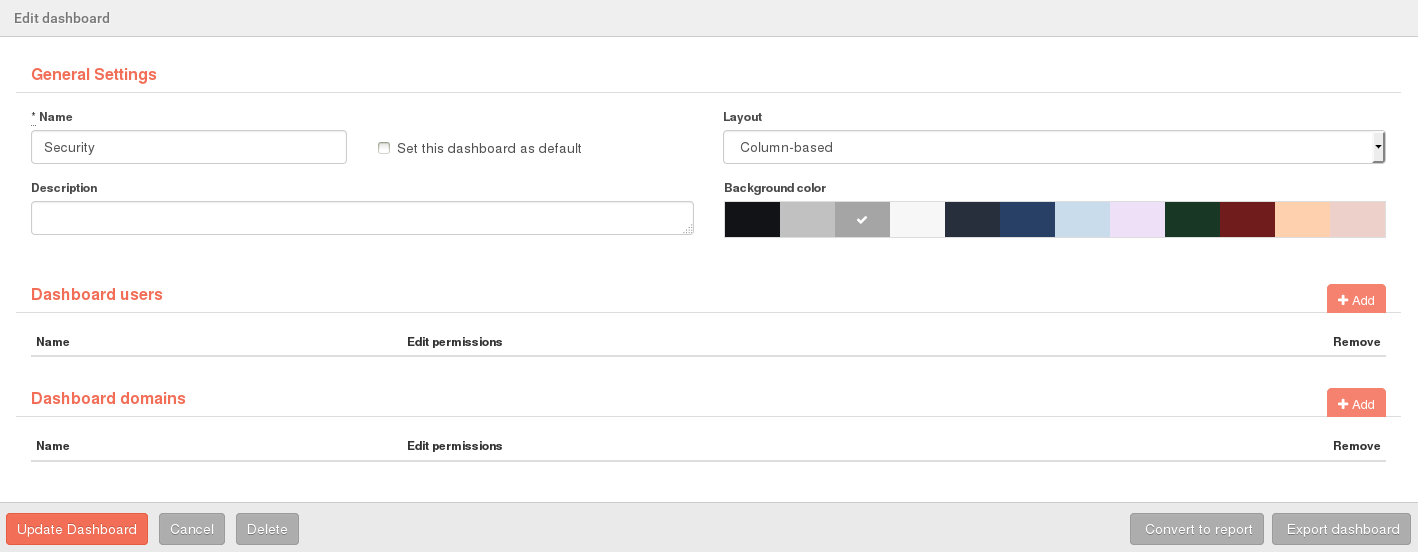 Edit dashboard
General Settings
* Name
Layout
Security
Set this dashboard as default
Column-based
Description
Background color
Dashboard users
Add
Name Edit permissions Remove
Dashboard domains
Add
Name Edit permissions Remove
Update Dashboard Cancel Delete Convert to report Export dashboard